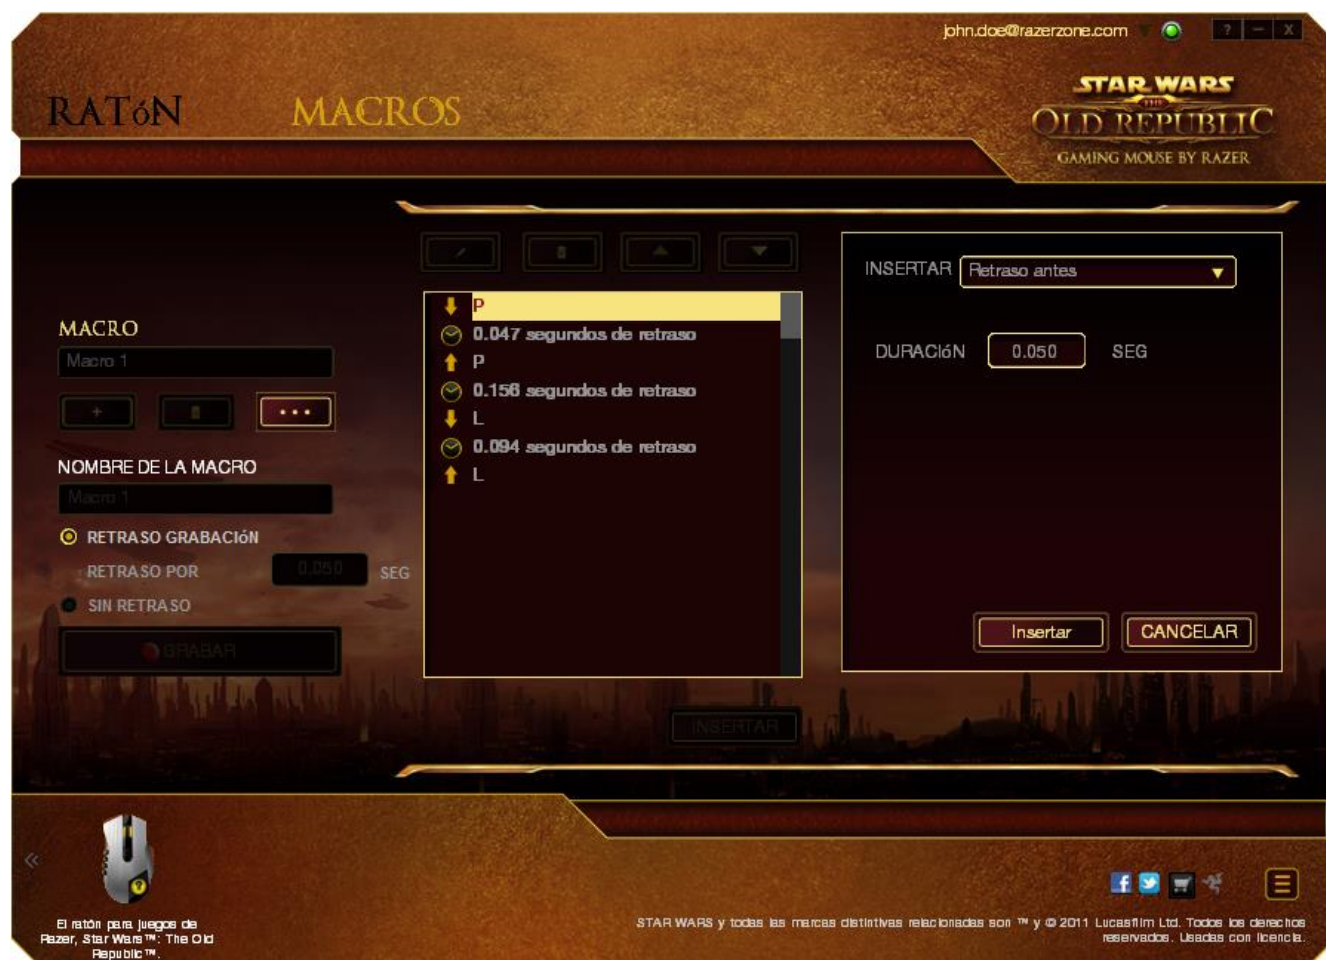 john.doe@razerzone.com
? – X
RATóN MACROS
STAR WARS
THE
OLD REPUBLIC
GAMING MOUSE BY RAZER
MACRO
Macro 1
+ ...
NOMBRE DE LA MACRO
Macro 1
RETRASO GRABACIóN
RETRASO POR 0.050 SEG
SIN RETRASO
GRABAR
P
0.047 segundos de retraso
P
0.156 segundos de retraso
L
0.094 segundos de retraso
L
INSERTAR
INSERTAR Retraso antes
DURACIóN 0.050 SEG
Insertar CANCELAR
El ratón para juegos de
Razer, Star Wars™: The Old
Republic™.
STAR WARS y todas las marcas distintivas relacionadas son ™ y © 2011 Lucasfilm Ltd. Todos los derechos
reservados. Usadas con licencia.